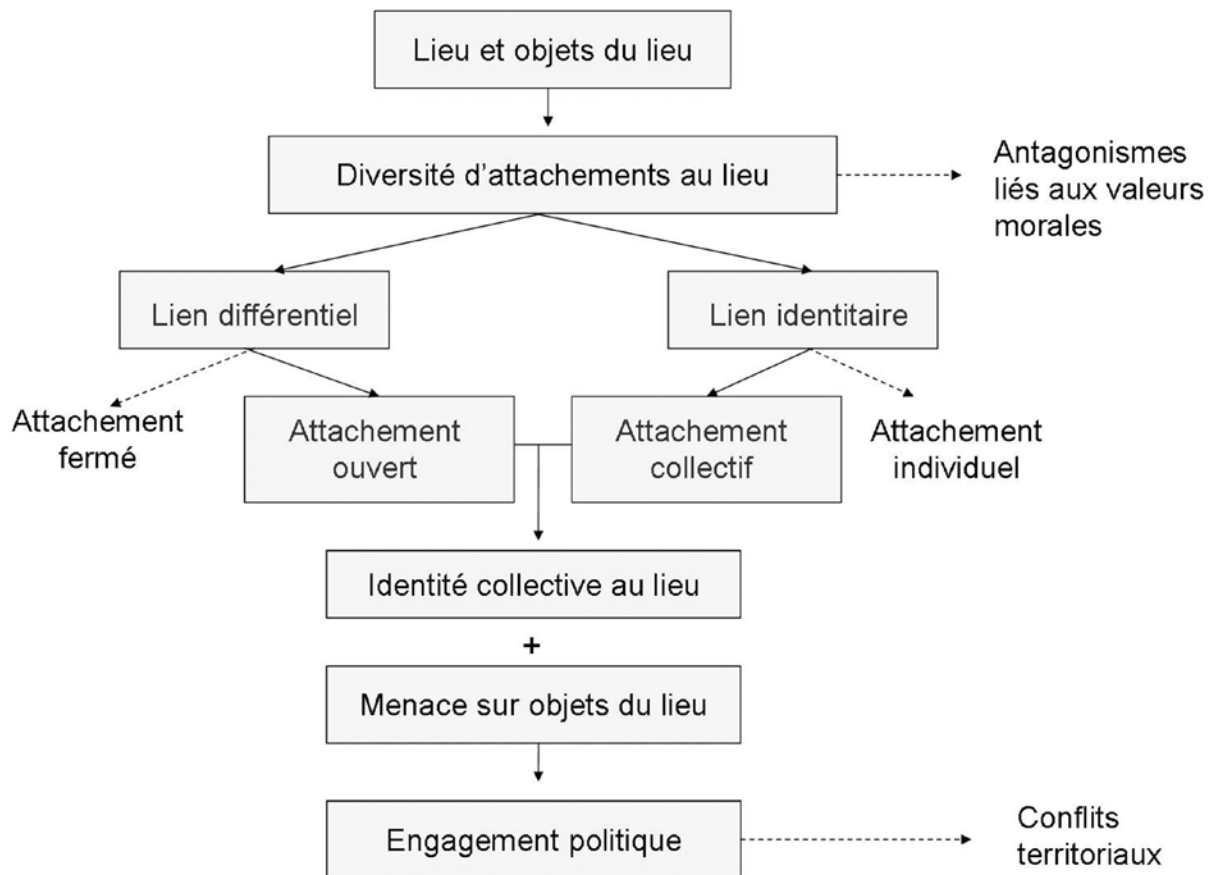 Lieu et objets du lieu
Diversité d'attachements au lieu
Antagonismes
liés aux valeurs
morales
Lien différentiel
Lien identitaire
Attachement
fermé
Attachement
ouvert
Attachement
collectif
Attachement
individuel
Identité collective au lieu
+
Menace sur objets du lieu
Engagement politique
Conflits
territoriaux